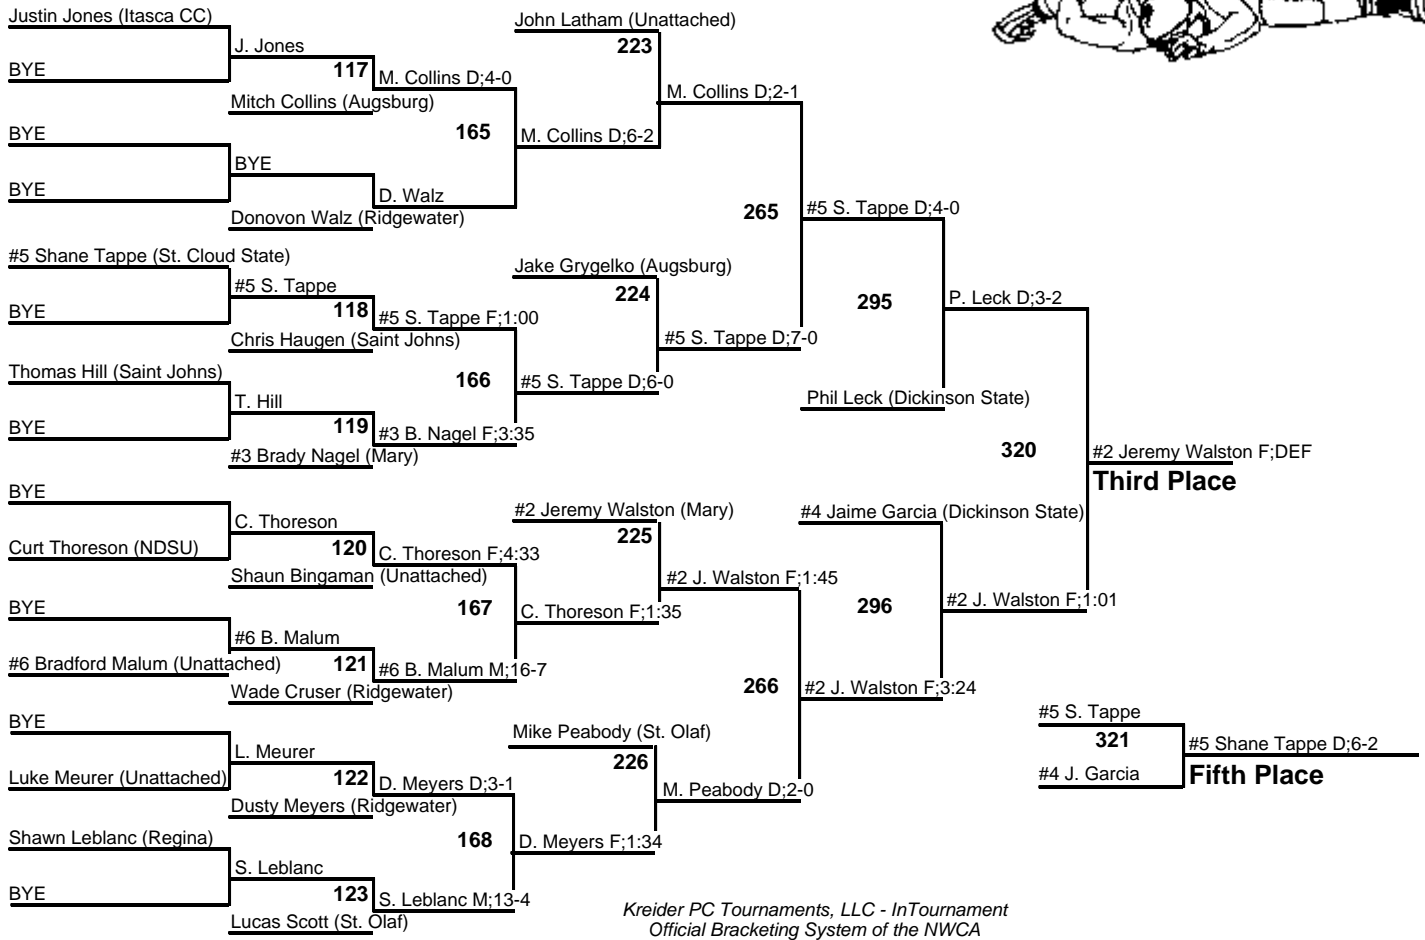 Justin Jones (Itasca CC)
John Latham (Unattached)
J. Jones
223
BYE
117
M. Collins D;4-0
M. Collins D;2-1
Mitch Collins (Augsburg)
BYE
165
M. Collins D;6-2
BYE
BYE
D. Walz
Donovon Walz (Ridgewater)
265
#5 S. Tappe D;4-0
#5 Shane Tappe (St. Cloud State)
Jake Grygelko (Augsburg)
#5 S. Tappe
224
295
P. Leck D;3-2
BYE
118
#5 S. Tappe F;1:00
Chris Haugen (Saint Johns)
#5 S. Tappe D;7-0
Thomas Hill (Saint Johns)
166
#5 S. Tappe D;6-0
T. Hill
Phil Leck (Dickinson State)
BYE
119
#3 B. Nagel F;3:35
#3 Brady Nagel (Mary)
320
#2 Jeremy Walston F;DEF
Third Place
BYE
#2 Jeremy Walston (Mary)
#4 Jaime Garcia (Dickinson State)
C. Thoreson
225
Curt Thoreson (NDSU)
120
C. Thoreson F;4:33
Shaun Bingaman (Unattached)
#2 J. Walston F;1:45
BYE
167
C. Thoreson F;1:35
296
#2 J. Walston F;1:01
#6 B. Malum
#6 Bradford Malum (Unattached)
121
#6 B. Malum M;16-7
Wade Cruser (Ridgewater)
266
#2 J. Walston F;3:24
BYE
Mike Peabody (St. Olaf)
#5 S. Tappe
L. Meurer
226
321
#5 Shane Tappe D;6-2
Luke Meurer (Unattached)
122
D. Meyers D;3-1
M. Peabody D;2-0
#4 J. Garcia
Fifth Place
Dusty Meyers (Ridgewater)
Shawn Leblanc (Regina)
168
D. Meyers F;1:34
S. Leblanc
BYE
123
S. Leblanc M;13-4
Lucas Scott (St. Olaf)
Kreider PC Tournaments, LLC - InTournament
Official Bracketing System of the NWCA